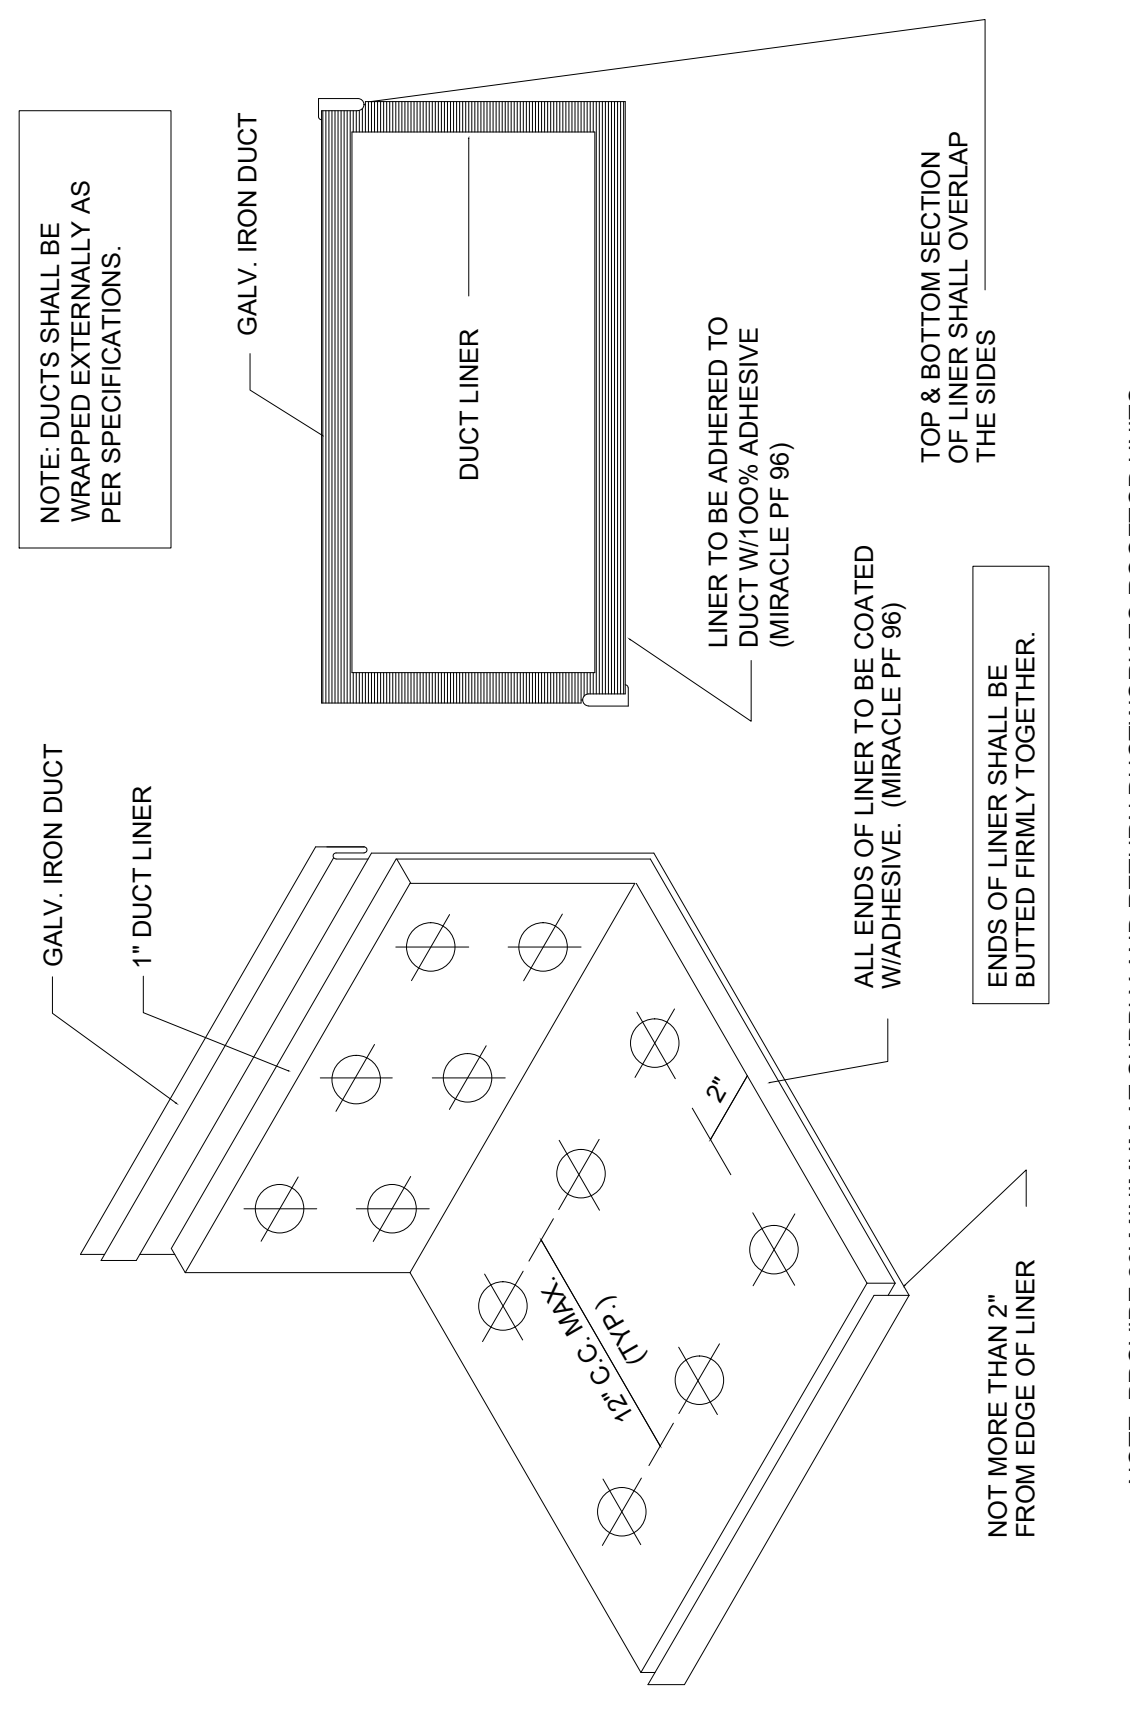 GALV. IRON DUCT
1" DUCT LINER
NOTE: DUCTS SHALL BE
WRAPPED EXTERNALLY AS
PER SPECIFICATIONS.
GALV. IRON DUCT
DUCT LINER
12" C.C. MAX.
(TYP.)
2"
LINER TO BE ADHERED TO
DUCT W/100% ADHESIVE
(MIRACLE PF 96)
ALL ENDS OF LINER TO BE COATED
W/ADHESIVE. (MIRACLE PF 96)
TOP & BOTTOM SECTION
OF LINER SHALL OVERLAP
THE SIDES
NOT MORE THAN 2"
FROM EDGE OF LINER
ENDS OF LINER SHALL BE
BUTTED FIRMLY TOGETHER.